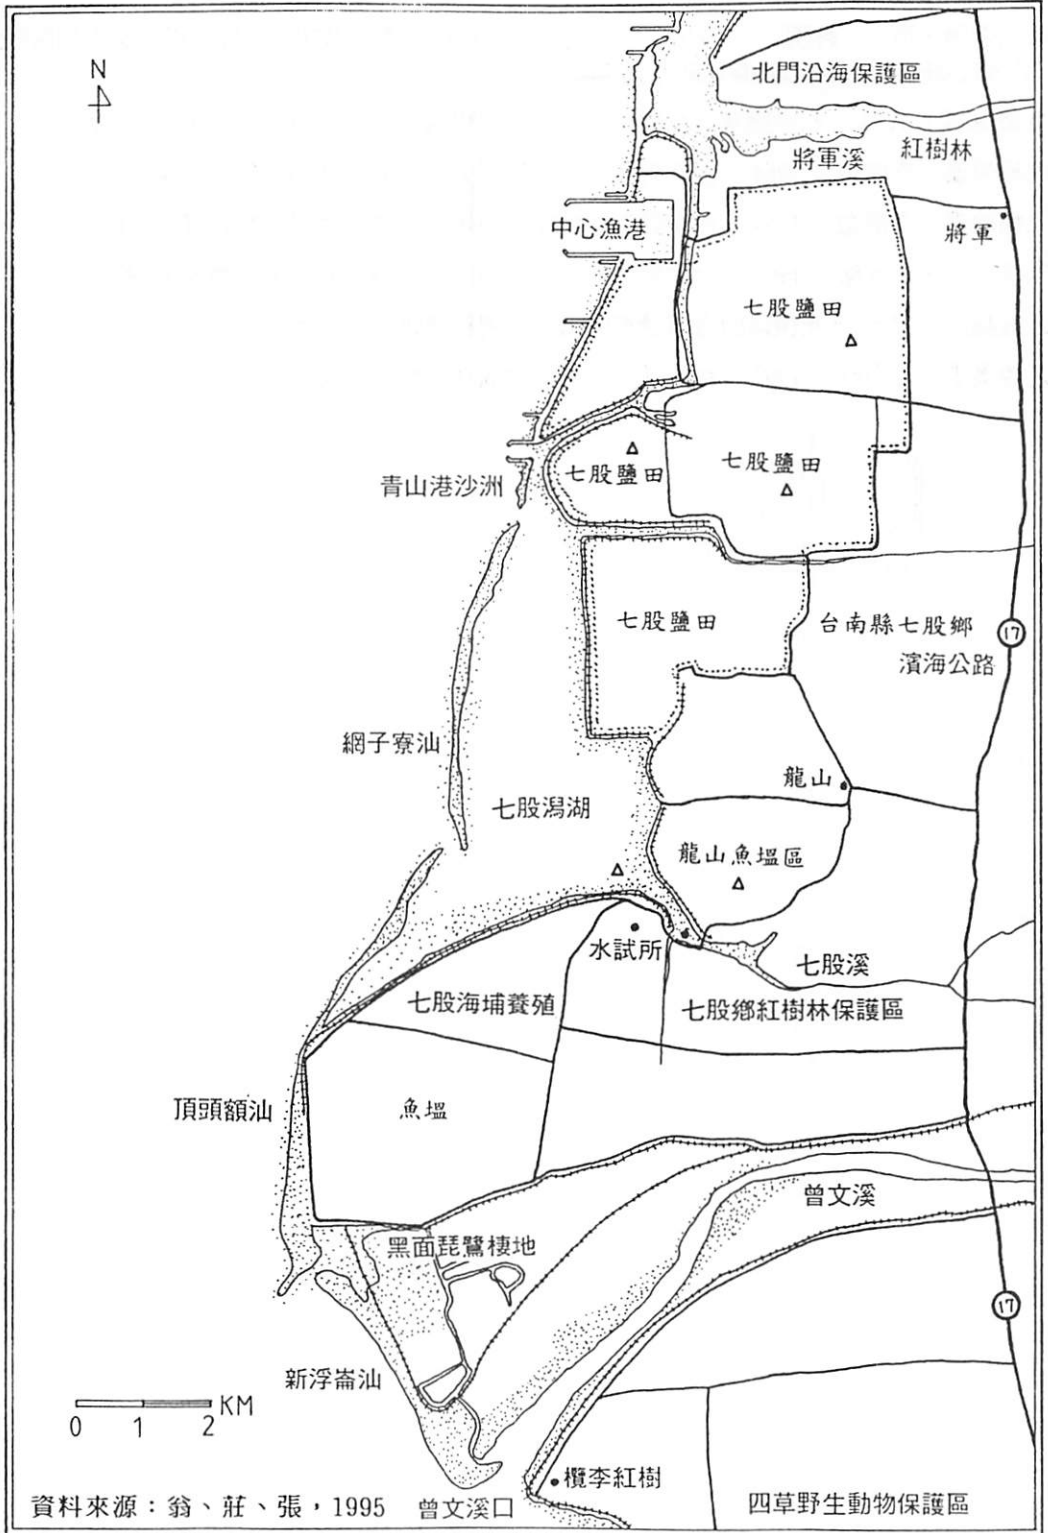 N
北門沿海保護區
紅樹林
將軍溪
中心漁港
將軍
七股鹽田
七股鹽田
七股鹽田
青山港沙洲
七股鹽田
台南縣七股鄉
17
濱海公路
網子寮汕
龍山
七股潟湖
龍山魚塭區
水試所
七股溪
七股海埔養殖
七股鄉紅樹林保護區
頂頭額汕
魚塭
曾文溪
黑面琵鷺棲地
17
新浮崙汕
KM
0 1 2
欖李紅樹
資料來源：翁、莊、張，1995
曾文溪口
四草野生動物保護區